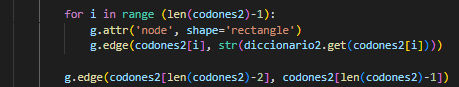 for i in range (len(codones2)-1):
g.attr('node', shape='rectangle')
g.edge(codones2[i], str(diccionario2.get(codones2[i])))
g.edge(codones2[len(codones2)-2], codones2[len(codones2)-1])